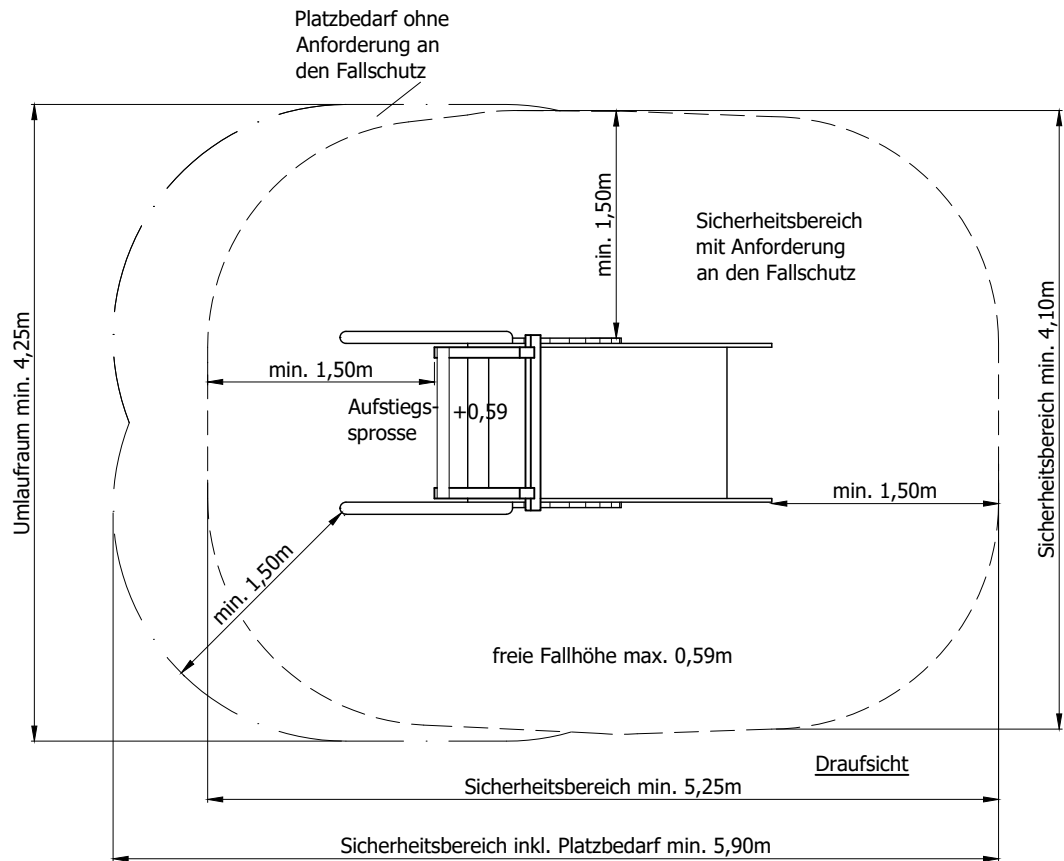 Platzbedarf ohne
Anforderung an
den Fallschutz
Umlaufraum min. 4,25m
min. 1,50m
Sicherheitsbereich
mit Anforderung
an den Fallschutz
Sicherheitsbereich min. 4,10m
min. 1,50m
Aufstiegs-
sprosse
+0,59
min. 1,50m
min. 1,50m
freie Fallhöhe max. 0,59m
Draufsicht
Sicherheitsbereich min. 5,25m
Sicherheitsbereich inkl. Platzbedarf min. 5,90m